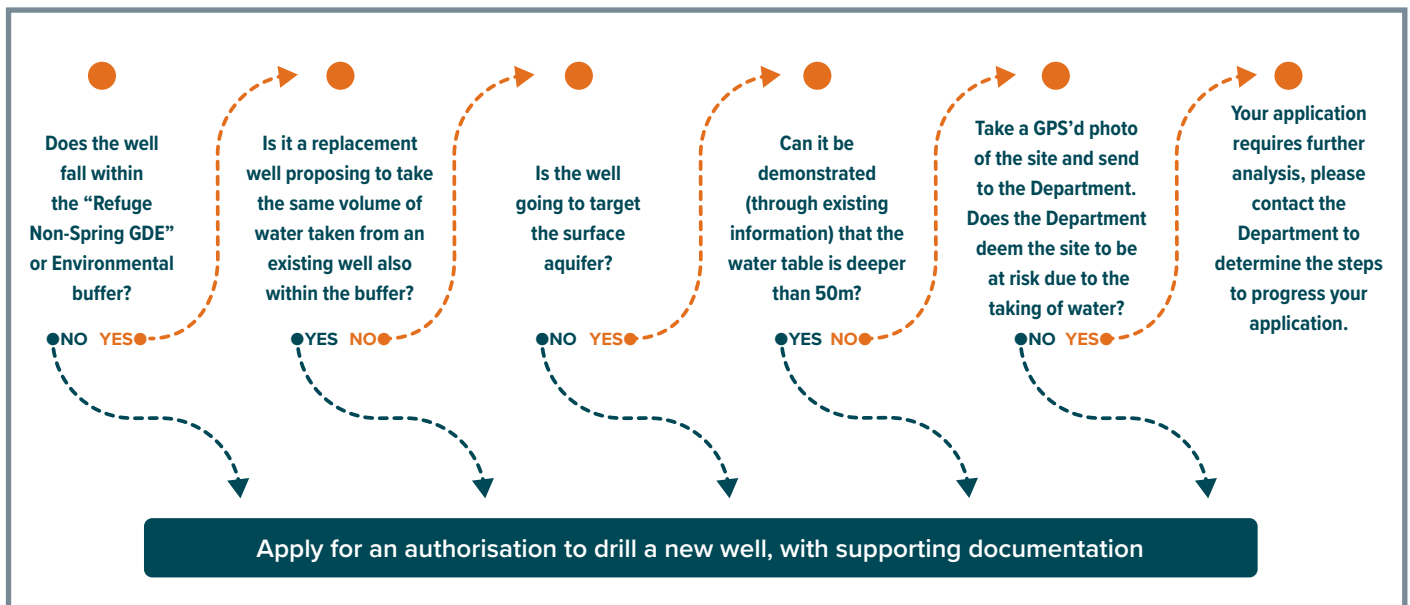 Does the well
fall within
the “Refuge
Non-Spring GDE”
or Environmental
buffer?
NO YES
Is it a replacement
well proposing to take
the same volume of
water taken from an
existing well also
within the buffer?
YES NO
Is the well
going to target
the surface
aquifer?
NO YES
Can it be
demonstrated
(through existing
information) that the
water table is deeper
than 50m?
YES NO
Take a GPS’d photo
of the site and send
to the Department.
Does the Department
deem the site to be
at risk due to the
taking of water?
NO YES
Your application
requires further
analysis, please
contact the
Department to
determine the steps
to progress your
application.
Apply for an authorisation to drill a new well, with supporting documentation